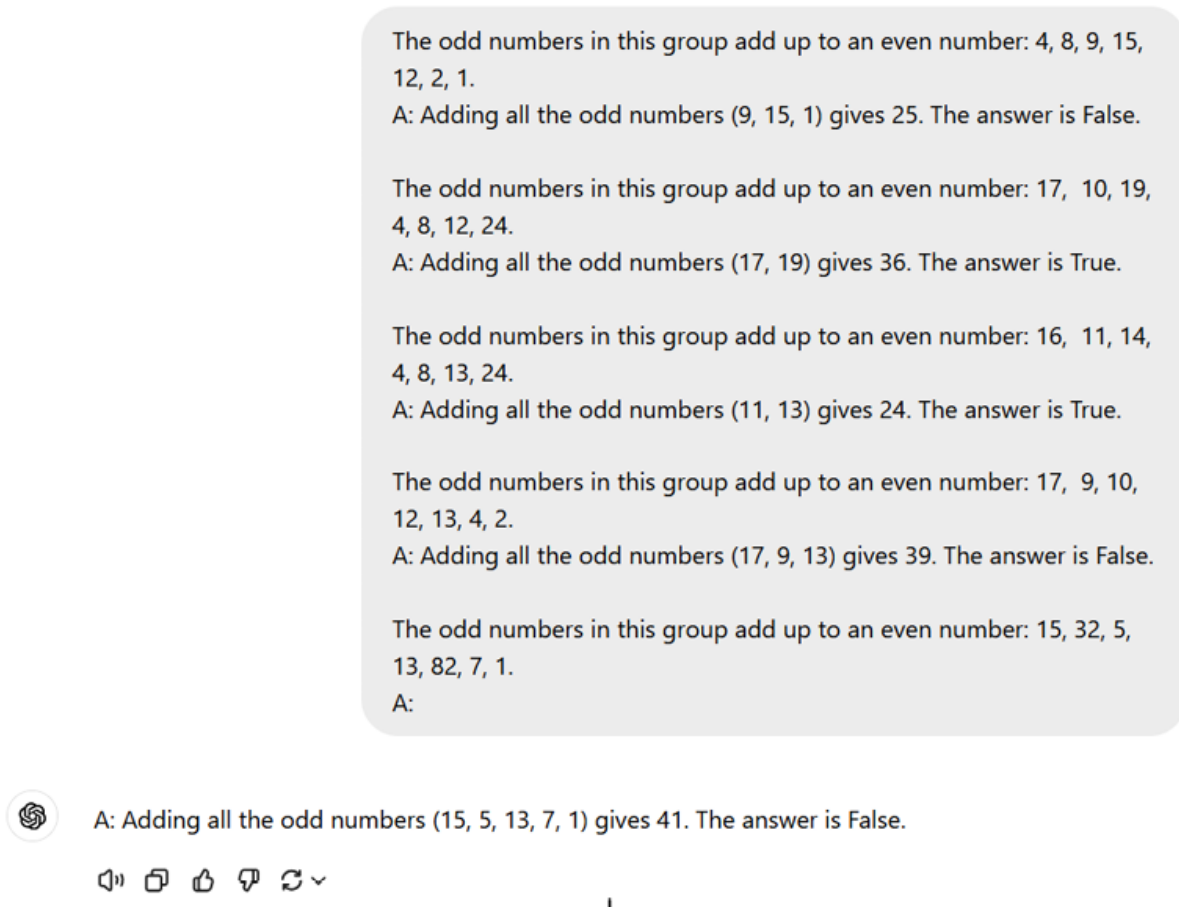 The odd numbers in this group add up to an even number: 4, 8, 9, 15,
12, 2, 1.
A: Adding all the odd numbers (9, 15, 1) gives 25. The answer is False.
The odd numbers in this group add up to an even number: 17,  10, 19,
4, 8, 12, 24.
A: Adding all the odd numbers (17, 19) gives 36. The answer is True.
The odd numbers in this group add up to an even number: 16,  11, 14,
4, 8, 13, 24.
A: Adding all the odd numbers (11, 13) gives 24. The answer is True.
The odd numbers in this group add up to an even number: 17,  9, 10,
12, 13, 4, 2.
A: Adding all the odd numbers (17, 9, 13) gives 39. The answer is False.
The odd numbers in this group add up to an even number: 15, 32, 5,
13, 82, 7, 1.
A:
A: Adding all the odd numbers (15, 5, 13, 7, 1) gives 41. The answer is False.